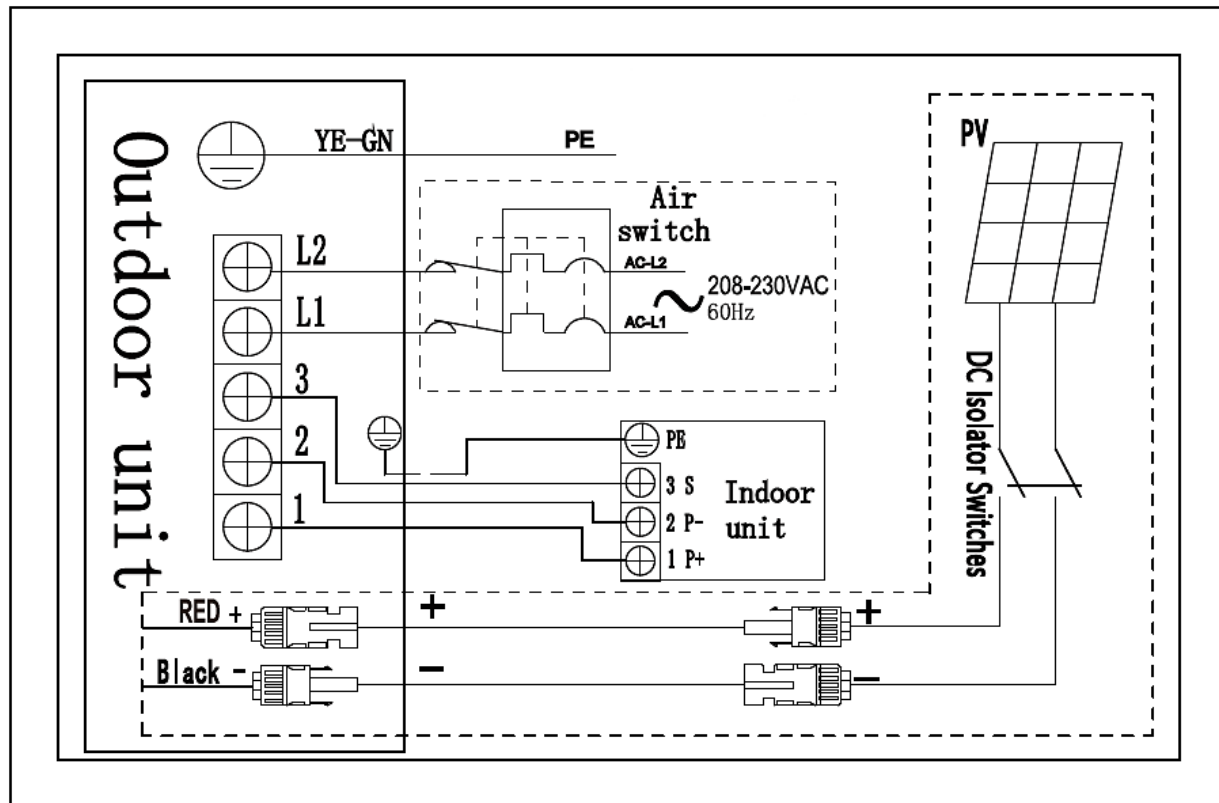 Outdoor unit
YE-GN
PE
Air
switch
L2
AC-L2
208-230VAC
60Hz
L1
AC-L1
3
2
1
PE
3 S
2 P-
1 P+
Indoor
unit
PV
DC Isolator Switches
RED +
+
+
Black -
−
−